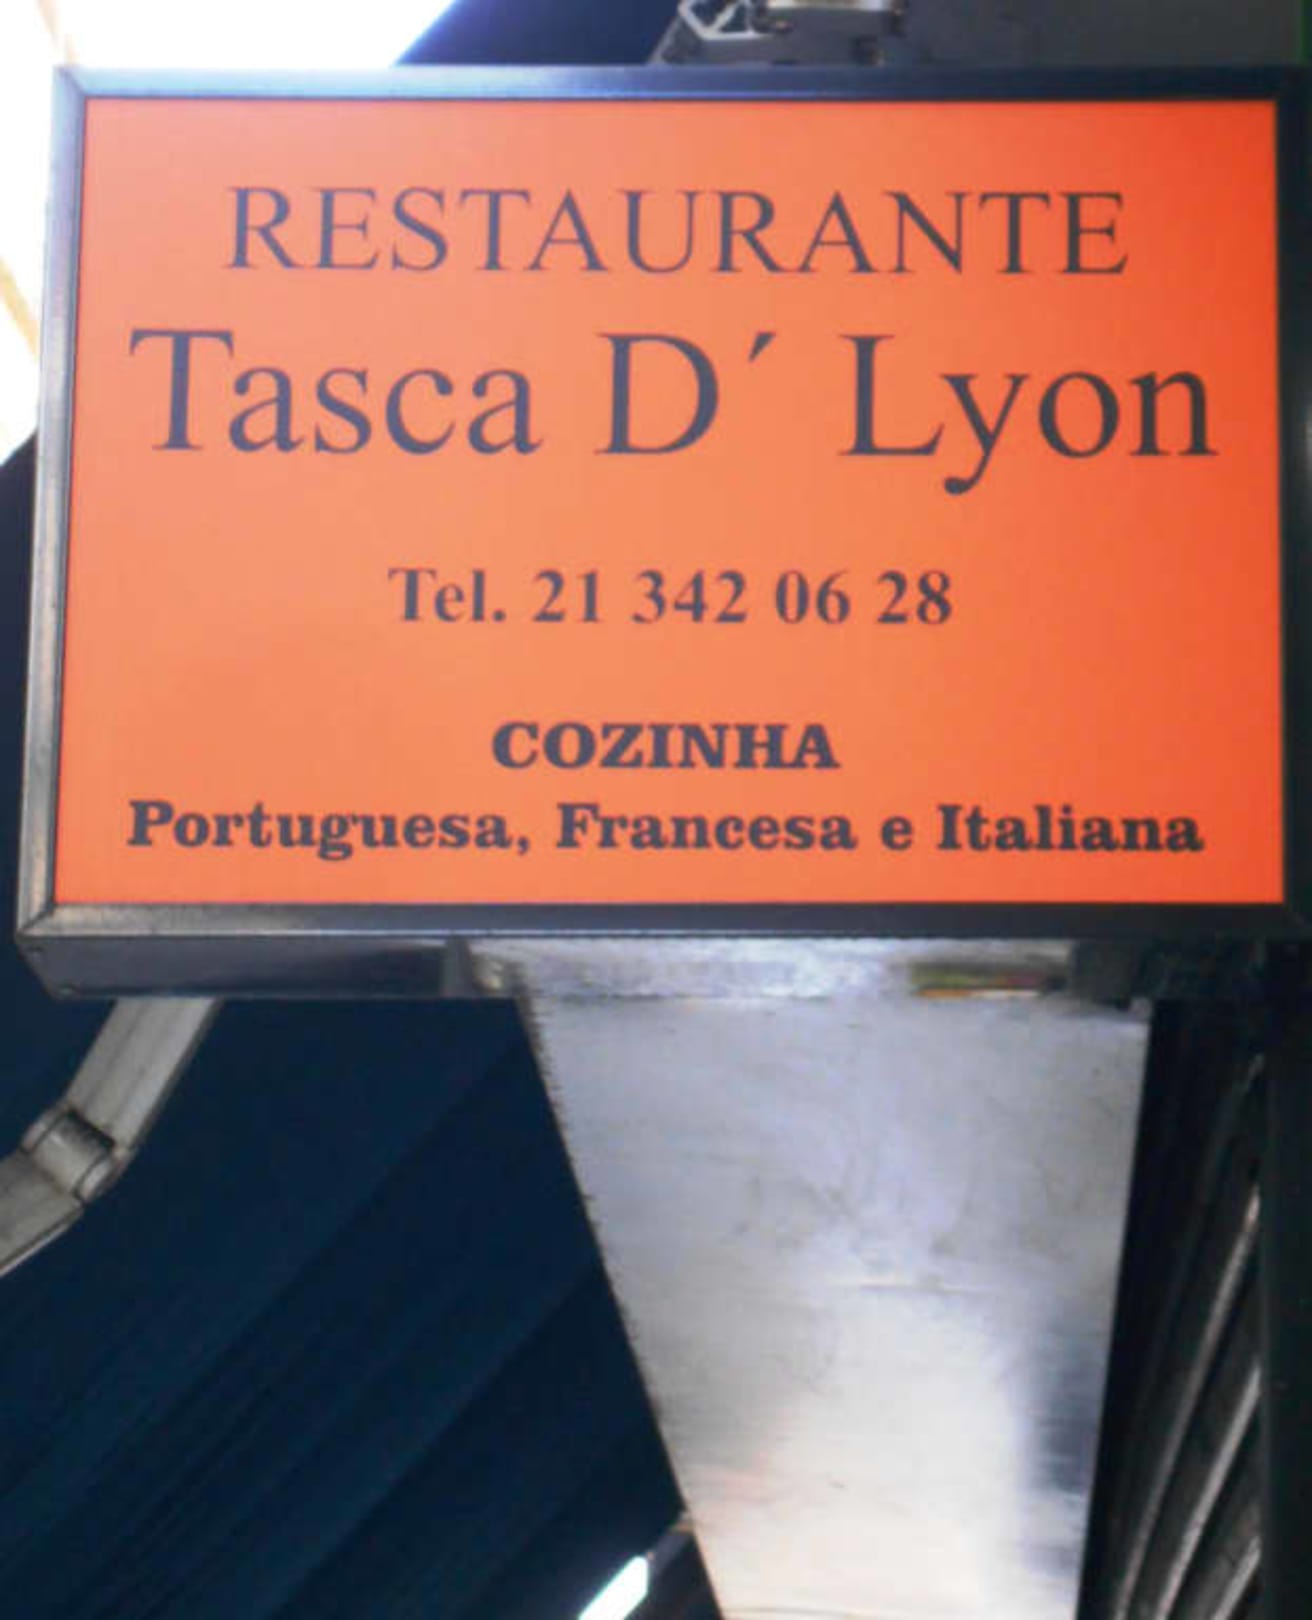 RESTAURANTE
Tasca D´ Lyon
Tel. 21 342 06 28
COZINHA
Portuguesa, Francesa e Italiana